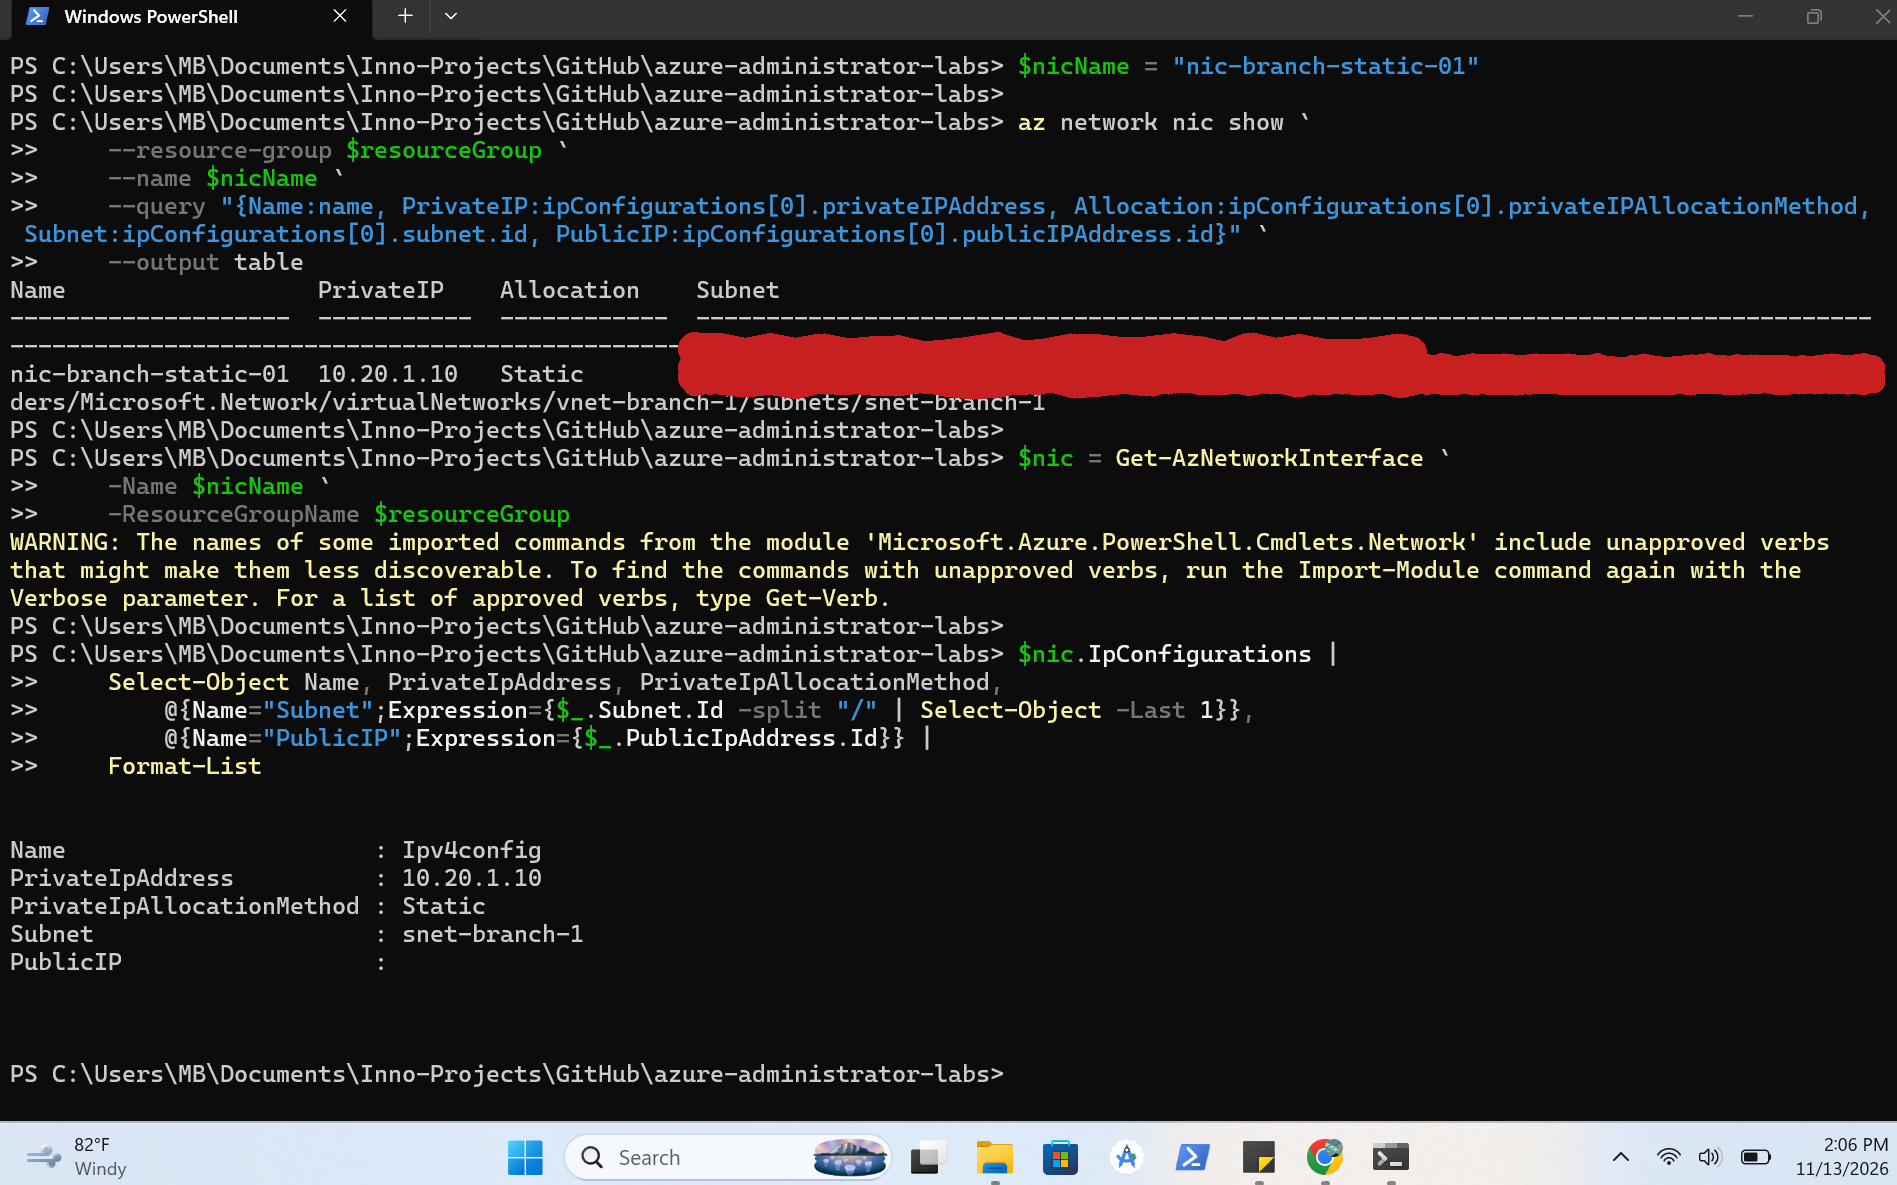 Windows PowerShell
PS C:\Users\MB\Documents\Inno-Projects\GitHub\azure-administrator-labs> $nicName = "nic-branch-static-01"
PS C:\Users\MB\Documents\Inno-Projects\GitHub\azure-administrator-labs>
PS C:\Users\MB\Documents\Inno-Projects\GitHub\azure-administrator-labs> az network nic show `
>>     --resource-group $resourceGroup `
>>     --name $nicName `
>>     --query "{Name:name, PrivateIP:ipConfigurations[0].privateIPAddress, Allocation:ipConfigurations[0].privateIPAllocationMethod,
 Subnet:ipConfigurations[0].subnet.id, PublicIP:ipConfigurations[0].publicIPAddress.id}" `
>>     --output table
Name                  PrivateIP    Allocation    Subnet
--------------------  -----------  ------------  ------------------------------------------------------------------------------------
------------------------------------------------
nic-branch-static-01  10.20.1.10   Static
ders/Microsoft.Network/virtualNetworks/vnet-branch-1/subnets/snet-branch-1
PS C:\Users\MB\Documents\Inno-Projects\GitHub\azure-administrator-labs>
PS C:\Users\MB\Documents\Inno-Projects\GitHub\azure-administrator-labs> $nic = Get-AzNetworkInterface `
>>     -Name $nicName `
>>     -ResourceGroupName $resourceGroup
WARNING: The names of some imported commands from the module 'Microsoft.Azure.PowerShell.Cmdlets.Network' include unapproved verbs
that might make them less discoverable. To find the commands with unapproved verbs, run the Import-Module command again with the
Verbose parameter. For a list of approved verbs, type Get-Verb.
PS C:\Users\MB\Documents\Inno-Projects\GitHub\azure-administrator-labs>
PS C:\Users\MB\Documents\Inno-Projects\GitHub\azure-administrator-labs> $nic.IpConfigurations |
>>     Select-Object Name, PrivateIpAddress, PrivateIpAllocationMethod,
>>         @{Name="Subnet";Expression={$_.Subnet.Id -split "/" | Select-Object -Last 1}},
>>         @{Name="PublicIP";Expression={$_.PublicIpAddress.Id}} |
>>     Format-List
Name                      : Ipv4config
PrivateIpAddress          : 10.20.1.10
PrivateIpAllocationMethod : Static
Subnet                    : snet-branch-1
PublicIP                  :
PS C:\Users\MB\Documents\Inno-Projects\GitHub\azure-administrator-labs>
82°F
Windy
Search
2:06 PM
11/13/2026